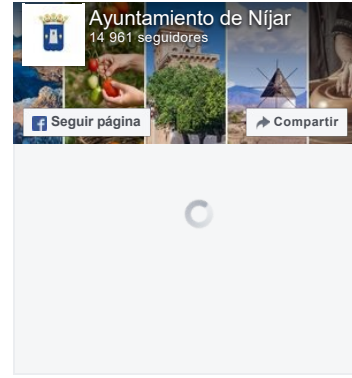 Ayuntamiento de Níjar
14 961 seguidores
Seguir página
Compartir